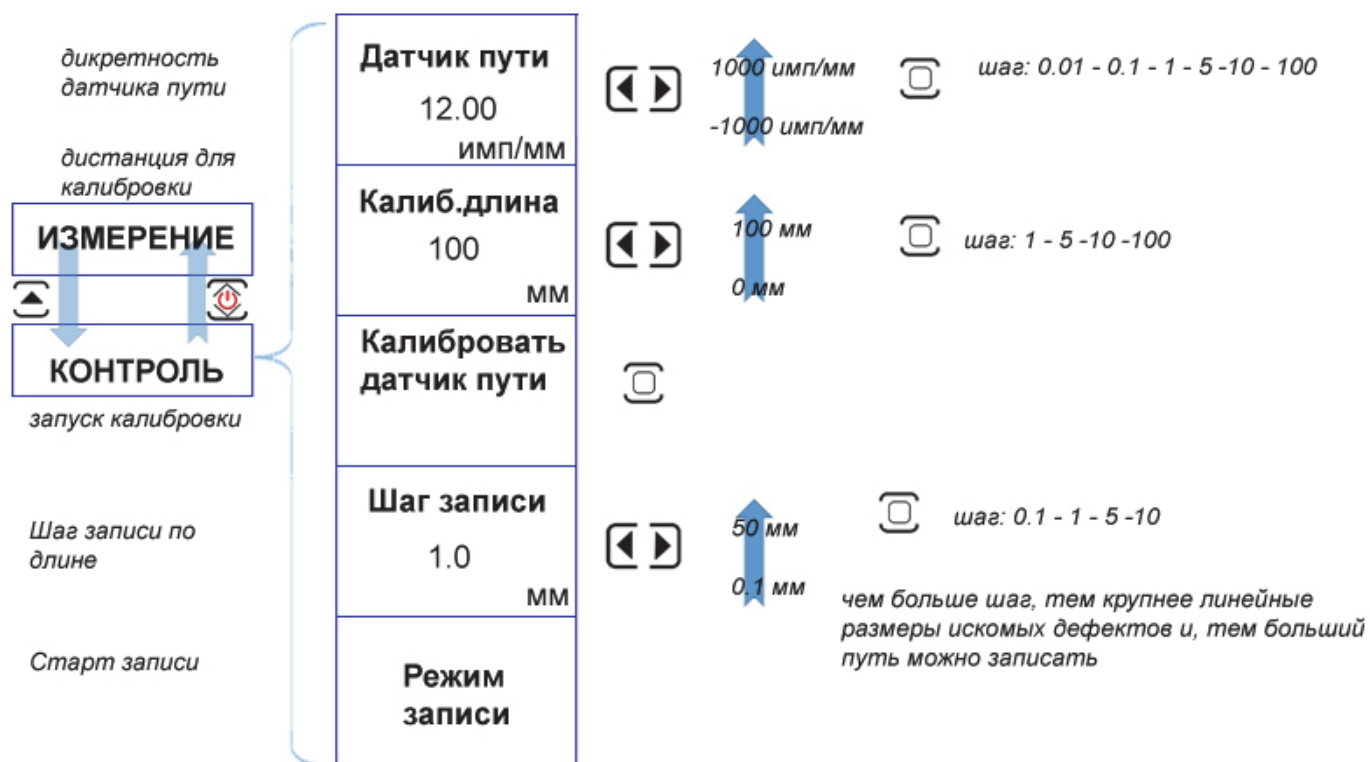 дикретность
датчика пути
дистанция для
калибровки
ИЗМЕРЕНИЕ
КОНТРОЛЬ
запуск калибровки
Шаг записи по
длине
Старт записи
Датчик пути
12.00
имп/мм
1000 имп/мм
-1000 имп/мм
шаг: 0.01 - 0.1 - 1 - 5 -10 - 100
Калиб.длина
100
мм
100 мм
0 мм
шаг: 1 - 5 -10 -100
Калибровать
датчик пути
Шаг записи
1.0
мм
50 мм
0.1 мм
шаг: 0.1 - 1 - 5 -10
чем больше шаг, тем крупнее линейные
размеры искомых дефектов и, тем больший
путь можно записать
Режим
записи